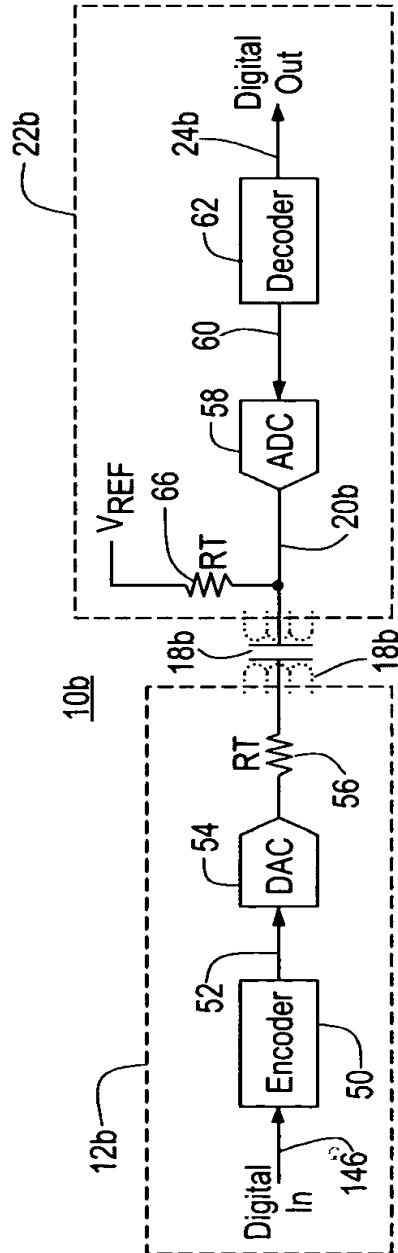 10b
12b
Digital
In
146
Encoder
50
52
DAC
54
RT
56
18b
18b
22b
VREF
RT
66
20b
ADC
58
60
Decoder
62
24b
Digital
Out